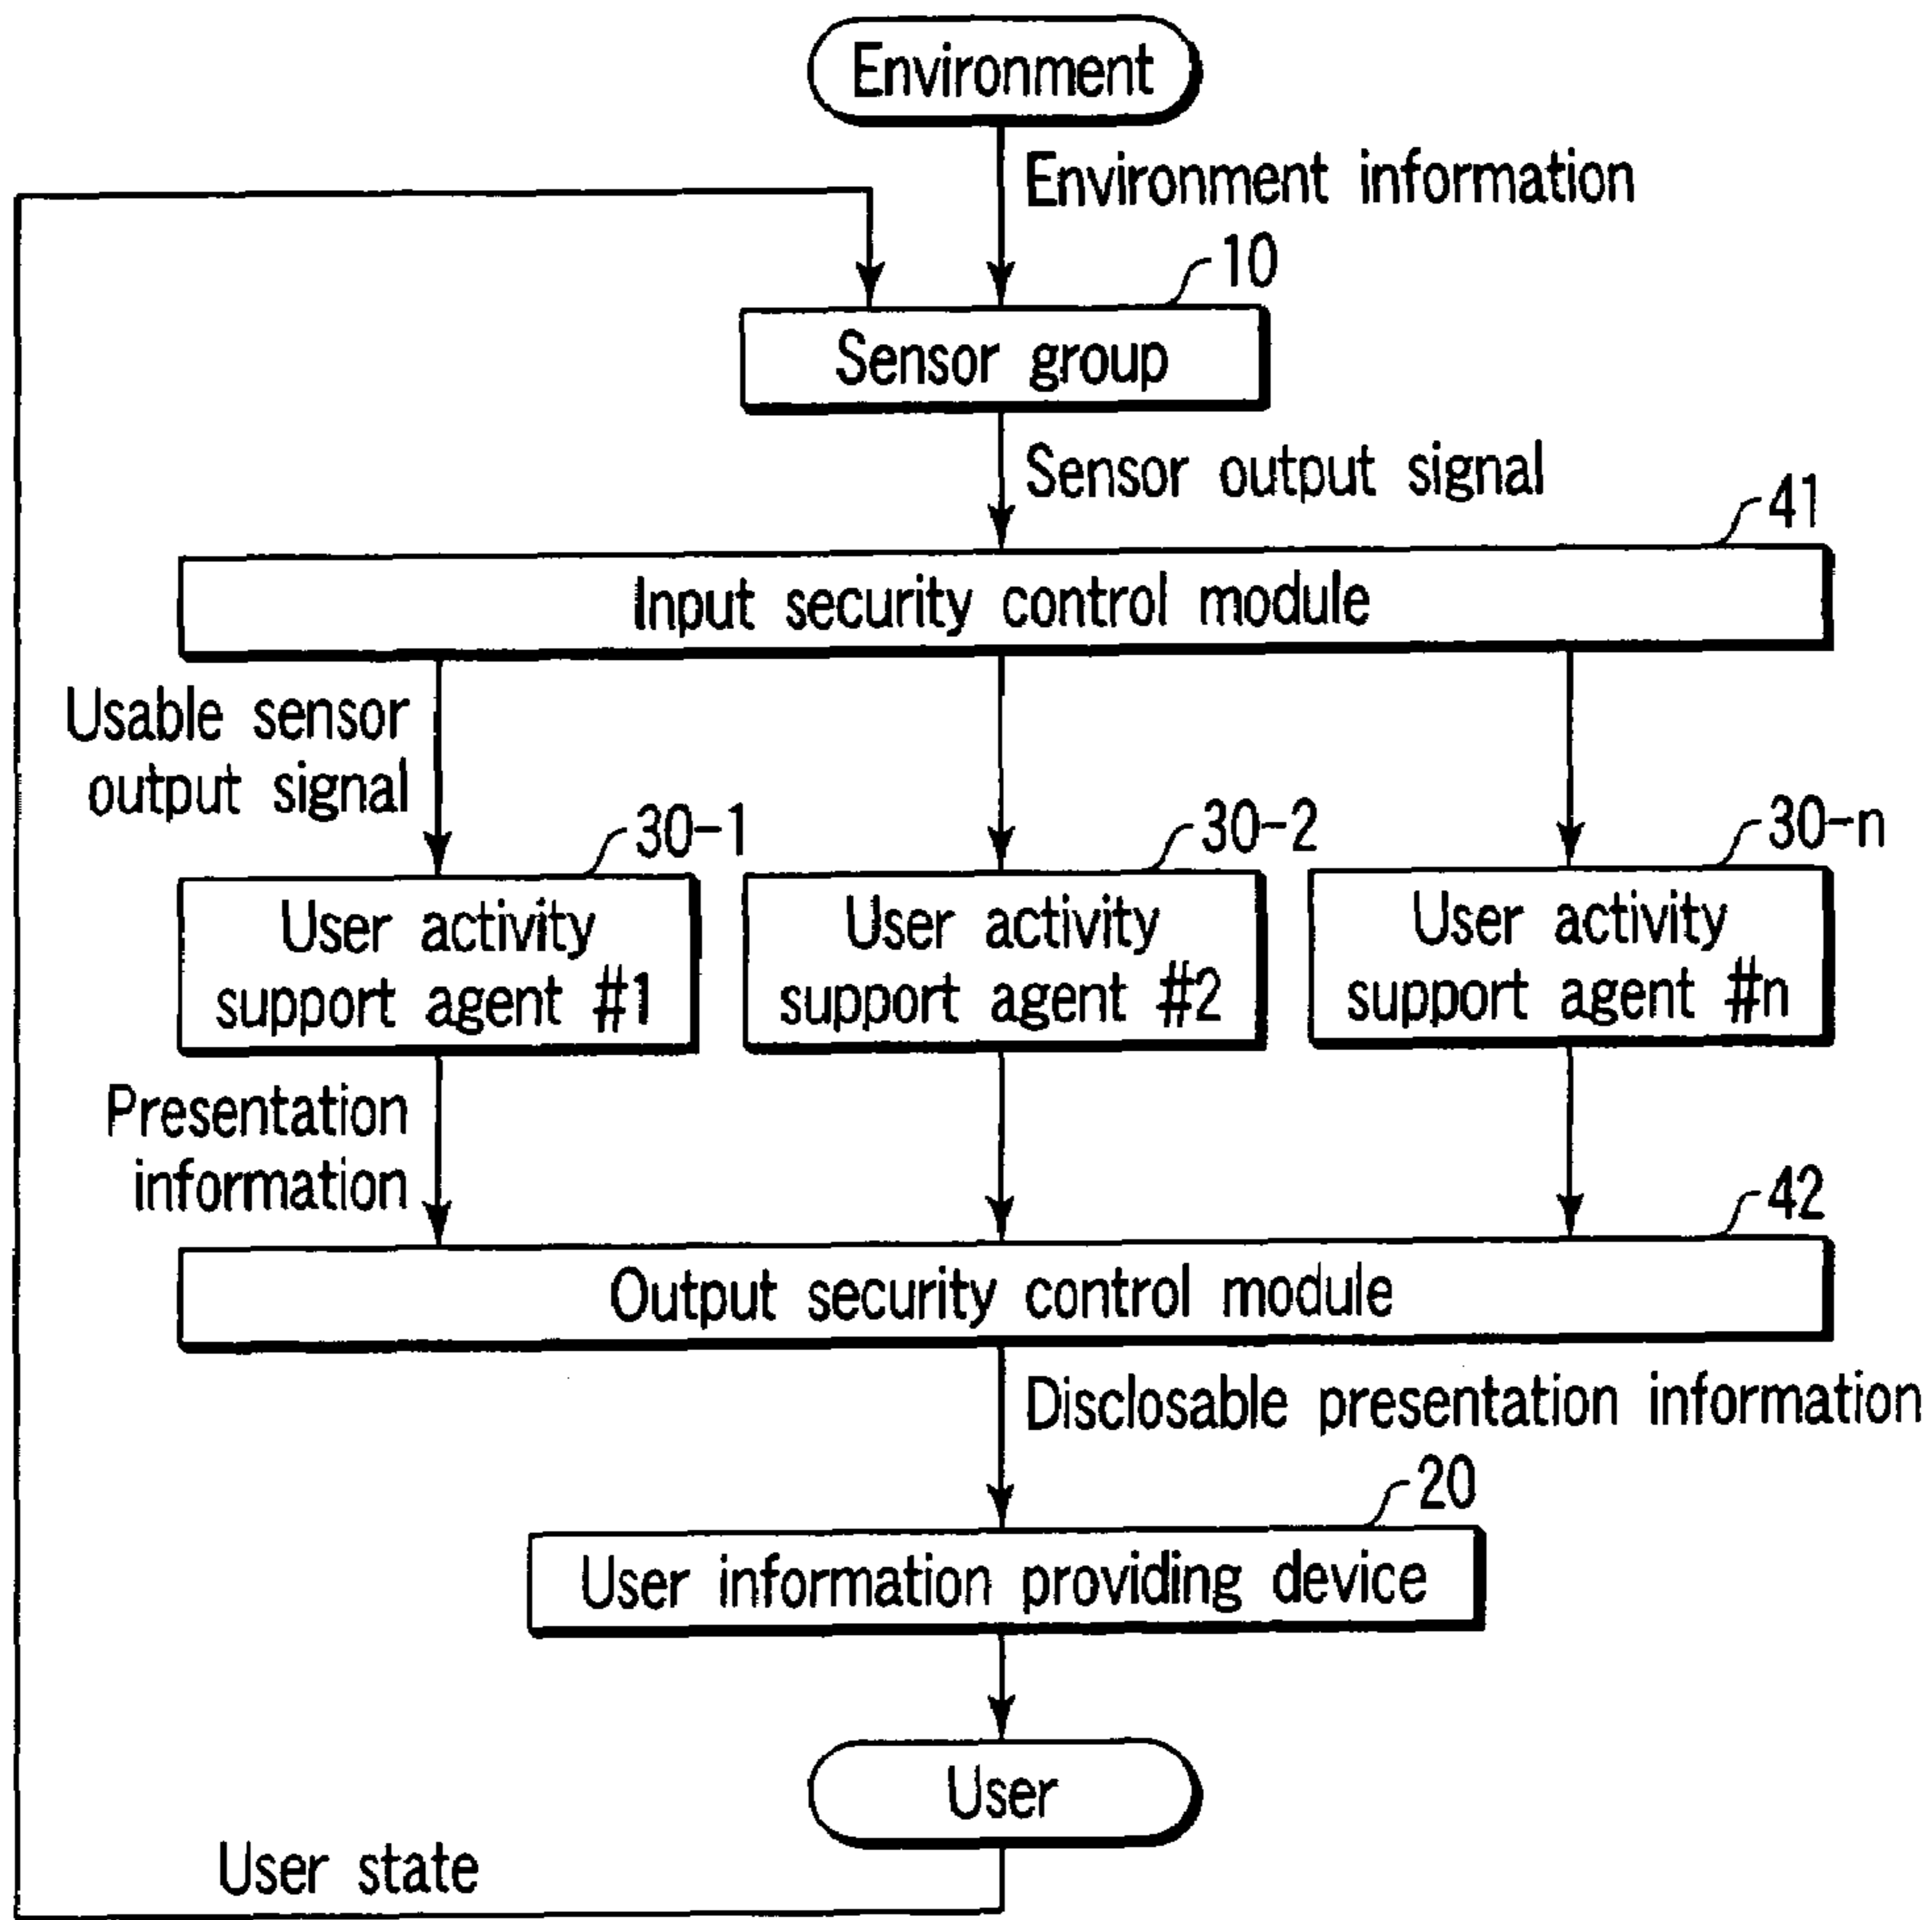 Environment
Environment information
10
Sensor group
Sensor output signal
41
Input security control module
Usable sensor
output signal
30-1
30-2
30-n
User activity
support agent #1
User activity
support agent #2
User activity
support agent #n
Presentation
information
42
Output security control module
Disclosable presentation information
20
User information providing device
User
User state